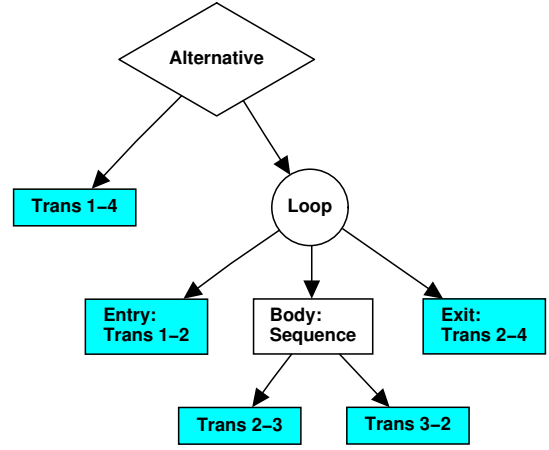 Alternative
Trans 1−4
Loop
Entry:
Trans 1−2
Body:
Sequence
Exit:
Trans 2−4
Trans 2−3
Trans 3−2